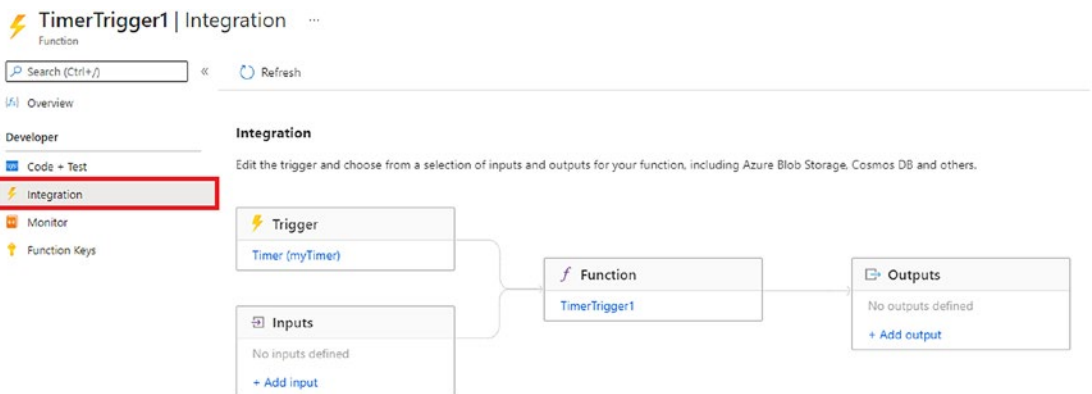 TimerTrigger1 | Integration ...
Function
Search (Ctrl+/)
«
Refresh
Overview
Developer
Code + Test
Integration
Monitor
Function Keys
Integration
Edit the trigger and choose from a selection of inputs and outputs for your function, including Azure Blob Storage, Cosmos DB and others.
Trigger
Timer (myTimer)
Inputs
No inputs defined
+ Add input
f Function
TimerTrigger1
Outputs
No outputs defined
+ Add output